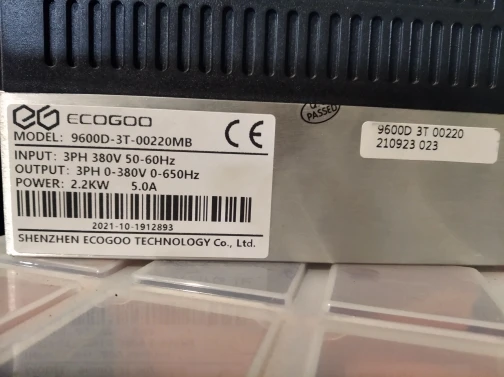 ECOGOO
MODEL: 9600D-3T-00220MB
CE
INPUT: 3PH 380V 50-60Hz
OUTPUT: 3PH 0-380V 0-650Hz
POWER: 2.2KW 5.0A
2021-10-1912893
SHENZHEN ECOGOO TECHNOLOGY Co., Ltd.
PASSED
9600D 3T 00220
210923 023